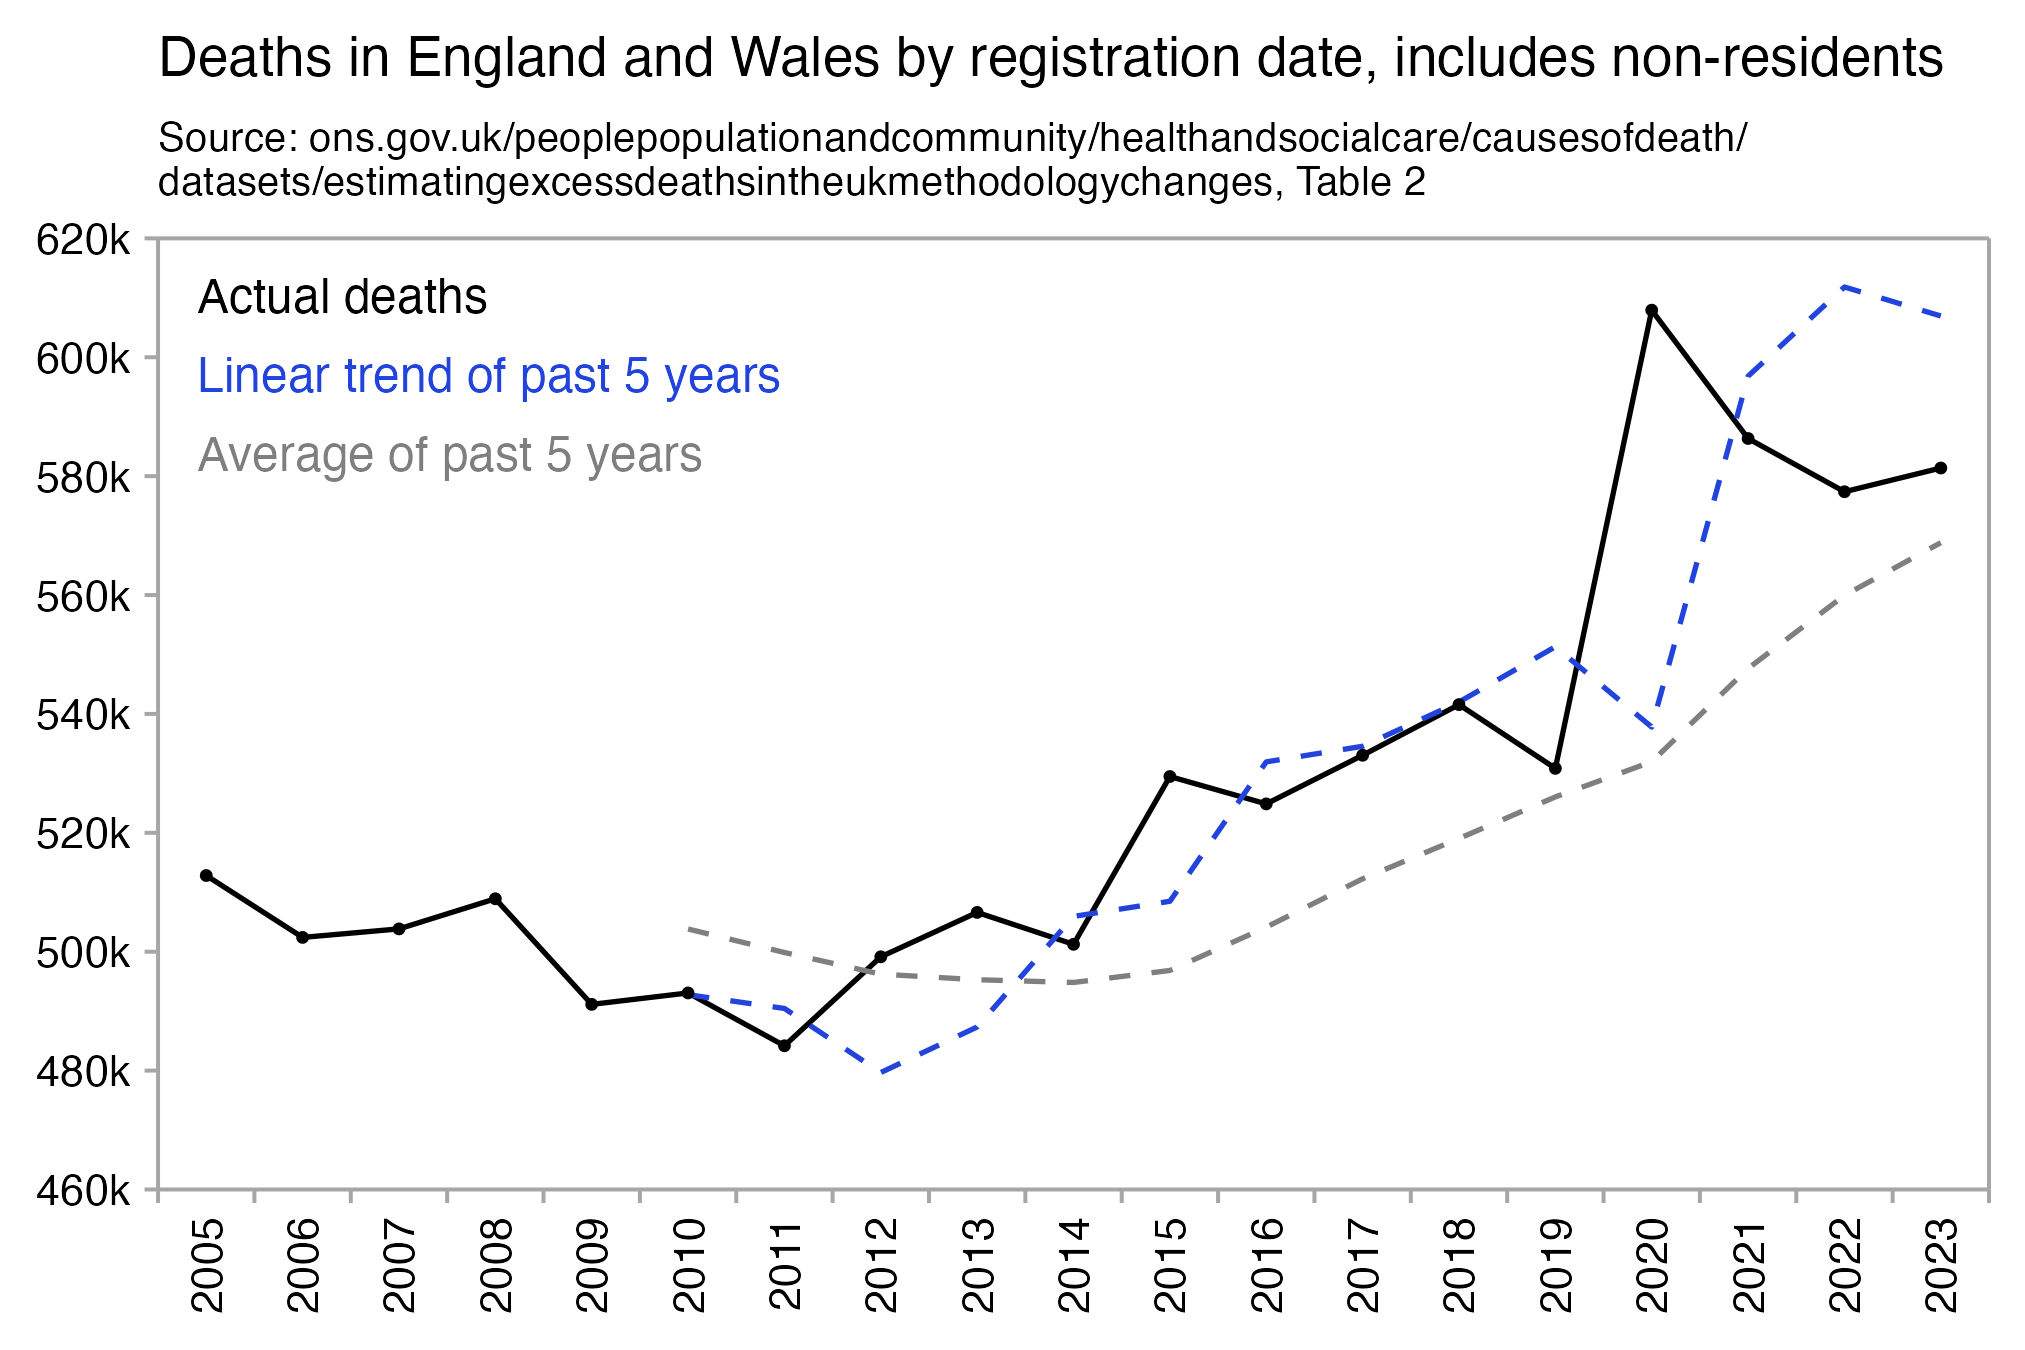 Deaths in England and Wales by registration date, includes non-residents
Source: ons.gov.uk/peoplepopulationandcommunity/healthandsocialcare/causesofdeath/
datasets/estimatingexcessdeathsintheukmethodologychanges, Table 2
620k
600k
580k
560k
540k
520k
500k
480k
460k
Actual deaths
Linear trend of past 5 years
Average of past 5 years
2005
2006
2007
2008
2009
2010
2011
2012
2013
2014
2015
2016
2017
2018
2019
2020
2021
2022
2023